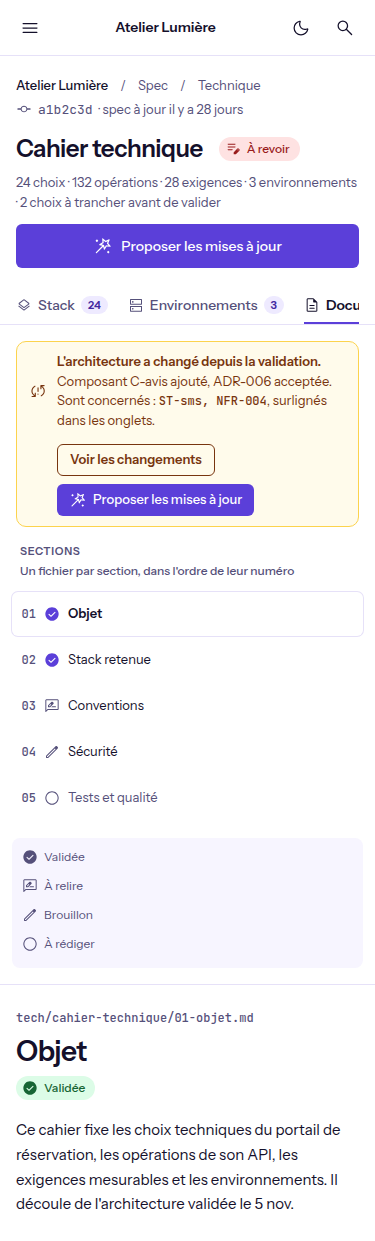 Atelier Lumière
Atelier Lumière / Spec / Technique
a1b2c3d · spec à jour il y a 28 jours
Cahier technique À revoir
24 choix · 132 opérations · 28 exigences · 3 environnements
· 2 choix à trancher avant de valider
Proposer les mises à jour
Stack 24 Environnements 3 Docu
L'architecture a changé depuis la validation.
Composant C-avis ajouté, ADR-006 acceptée.
Sont concernés : ST-sms, NFR-004, surlignés
dans les onglets.
Voir les changements
Proposer les mises à jour
SECTIONS
Un fichier par section, dans l'ordre de leur numéro
01 Objet
02 Stack retenue
03 Conventions
04 Sécurité
05 Tests et qualité
Validée
À relire
Brouillon
À rédiger
tech/cahier-technique/01-objet.md
Objet
Validée
Ce cahier fixe les choix techniques du portail de
réservation, les opérations de son API, les
exigences mesurables et les environnements. Il
découle de l'architecture validée le 5 nov.